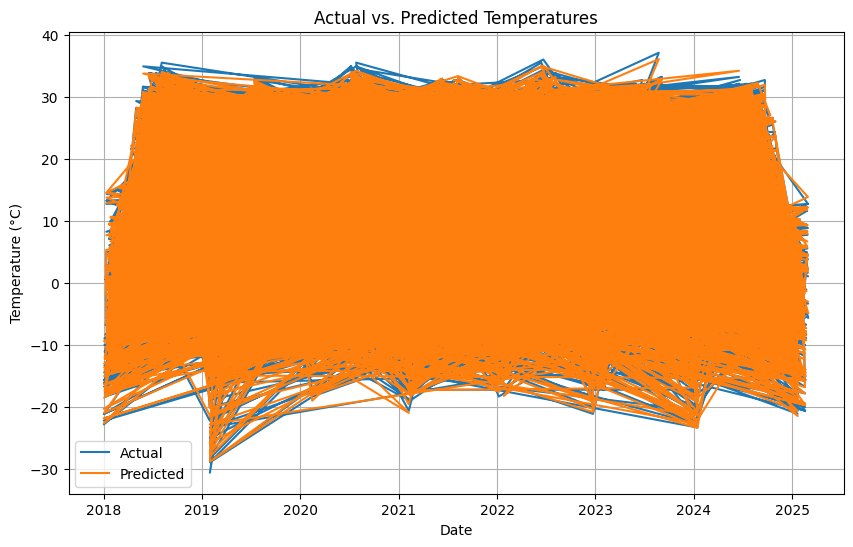 Actual vs. Predicted Temperatures
40
30
20
10
0
−10
−20
−30
Temperature (°C)
Actual
Predicted
2018 2019 2020 2021 2022 2023 2024 2025
Date